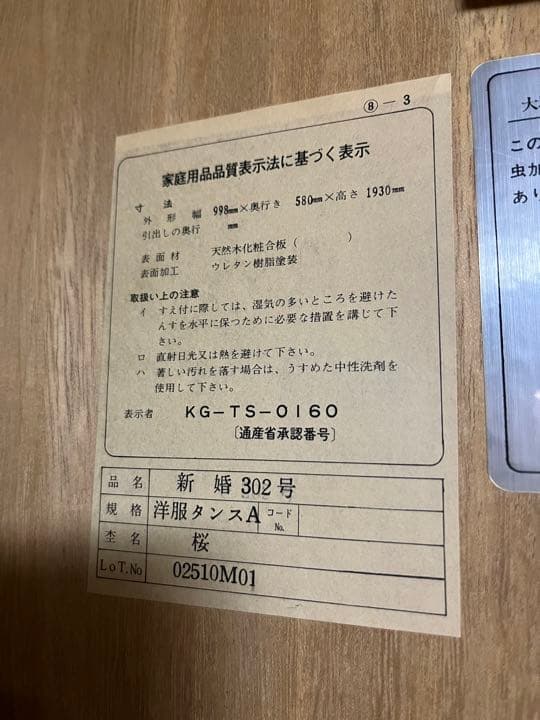 ⑧-3
家庭用品品質表示法に基づく表示
寸法
外形 幅 998mm×奥行き 580mm×高さ 1930mm
引出しの奥行 mm
表面材 天然木化粧合板( )
表面加工 ウレタン樹脂塗装
取扱い上の注意
イ すえ付に際しては、湿気の多いところを避けた
んすを水平に保つために必要な措置を講じて下
さい。
ロ 直射日光又は熱を避けて下さい。
ハ 著しい汚れを落す場合は、うすめた中性洗剤を
使用して下さい。
表示者 KG-TS-0160
〔通産省承認番号〕
品名 新婚302号
規格 洋服タンスA コードNo.
杢名 桜
LoT.No 02510M01
大
この
虫加
あり